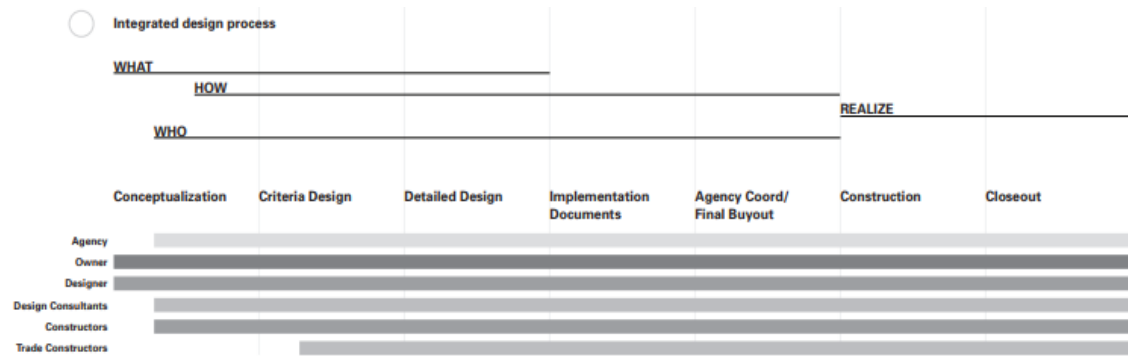 Integrated design process
WHAT
HOW
REALIZE
WHO
Conceptualization Criteria Design Detailed Design Implementation Agency Coord/ Construction Closeout
Documents Final Buyout
Agency
Owner
Designer
Design Consultants
Constructors
Trade Constructors